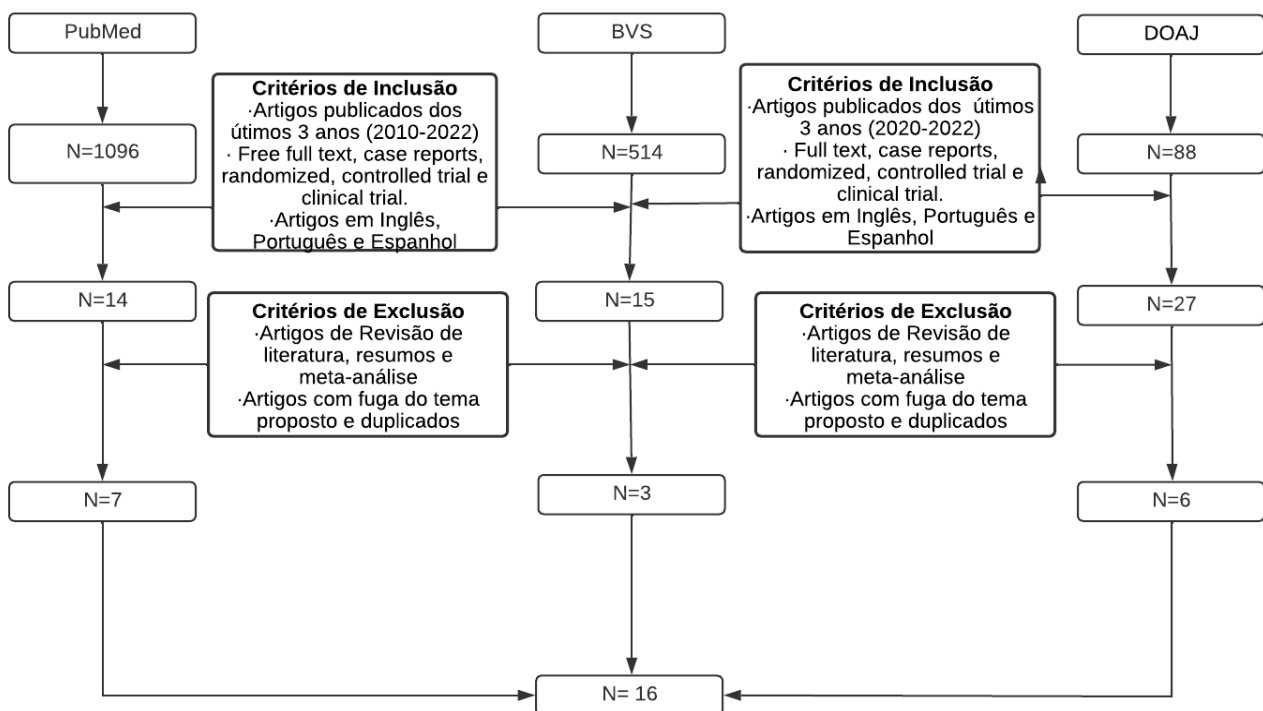 PubMed
BVS
DOAJ
Critérios de Inclusão
·Artigos publicados dos
útimos 3 anos (2010-2022)
· Free full text, case reports,
randomized, controlled trial e
clinical trial.
·Artigos em Inglês,
Português e Espanhol
Critérios de Inclusão
·Artigos publicados dos útimos
3 anos (2020-2022)
· Full text, case reports,
randomized, controlled trial e
clinical trial.
·Artigos em Inglês, Português e
Espanhol
N=1096
N=514
N=88
N=14
N=15
N=27
Critérios de Exclusão
·Artigos de Revisão de
literatura, resumos e
meta-análise
·Artigos com fuga do tema
proposto e duplicados
Critérios de Exclusão
·Artigos de Revisão de
literatura, resumos e
meta-análise
·Artigos com fuga do tema
proposto e duplicados
N=7
N=3
N=6
N= 16